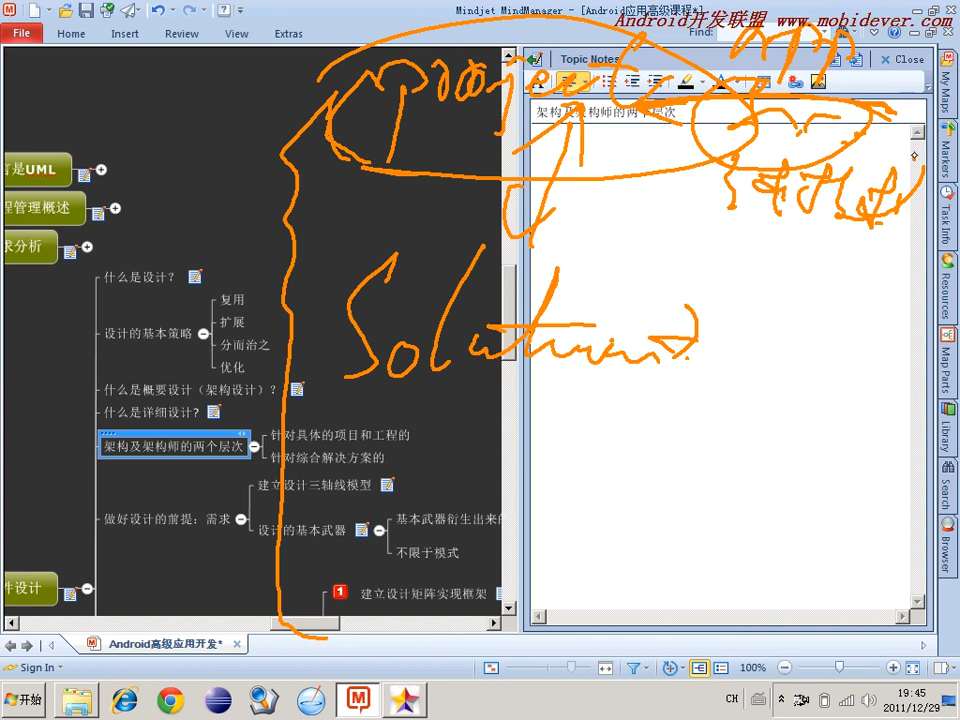 Mindjet MindManager - [Android应用高级课程*]
Android开发联盟 www.mobidever.com
File Home Insert Review View Extras Find:
Topic Notes Close
project
app
架构及架构师的两个层次
My Maps
Markers
Task Info
Resources
Map Parts
Library
Search
Browser
言是UML
程管理概述
求分析
Solution
什么是设计?
设计的基本策略
复用
扩展
分而治之
优化
什么是概要设计(架构设计)?
什么是详细设计?
架构及架构师的两个层次
针对具体的项目和工程的
针对综合解决方案的
做好设计的前提: 需求
建立设计三轴线模型
设计的基本武器
基本武器衍生出来的
不限于模式
件设计
1 建立设计矩阵实现框架
Android高级应用开发*
Sign In 100%
开始 CH 19:45
2011/12/29